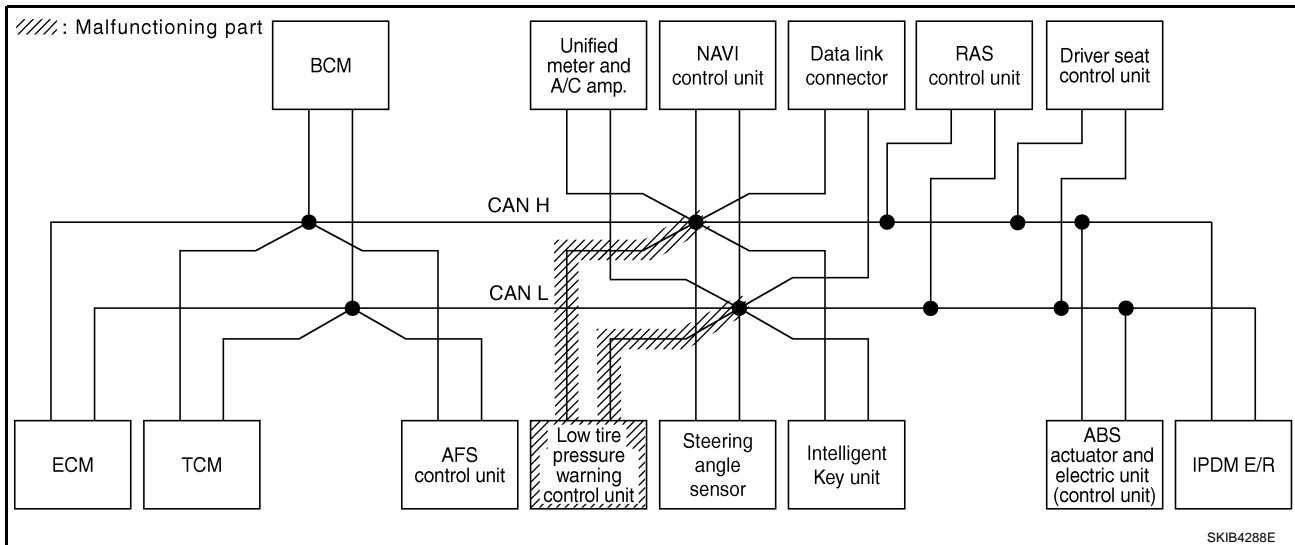 : Malfunctioning part
BCM
Unified
meter and
A/C amp.
NAVI
control unit
Data link
connector
RAS
control unit
Driver seat
control unit
CAN H
CAN L
ECM
TCM
AFS
control unit
Low tire
pressure
warning
control unit
Steering
angle
sensor
Intelligent
Key unit
ABS
actuator and
electric unit
(control unit)
IPDM E/R
SKIB4288E